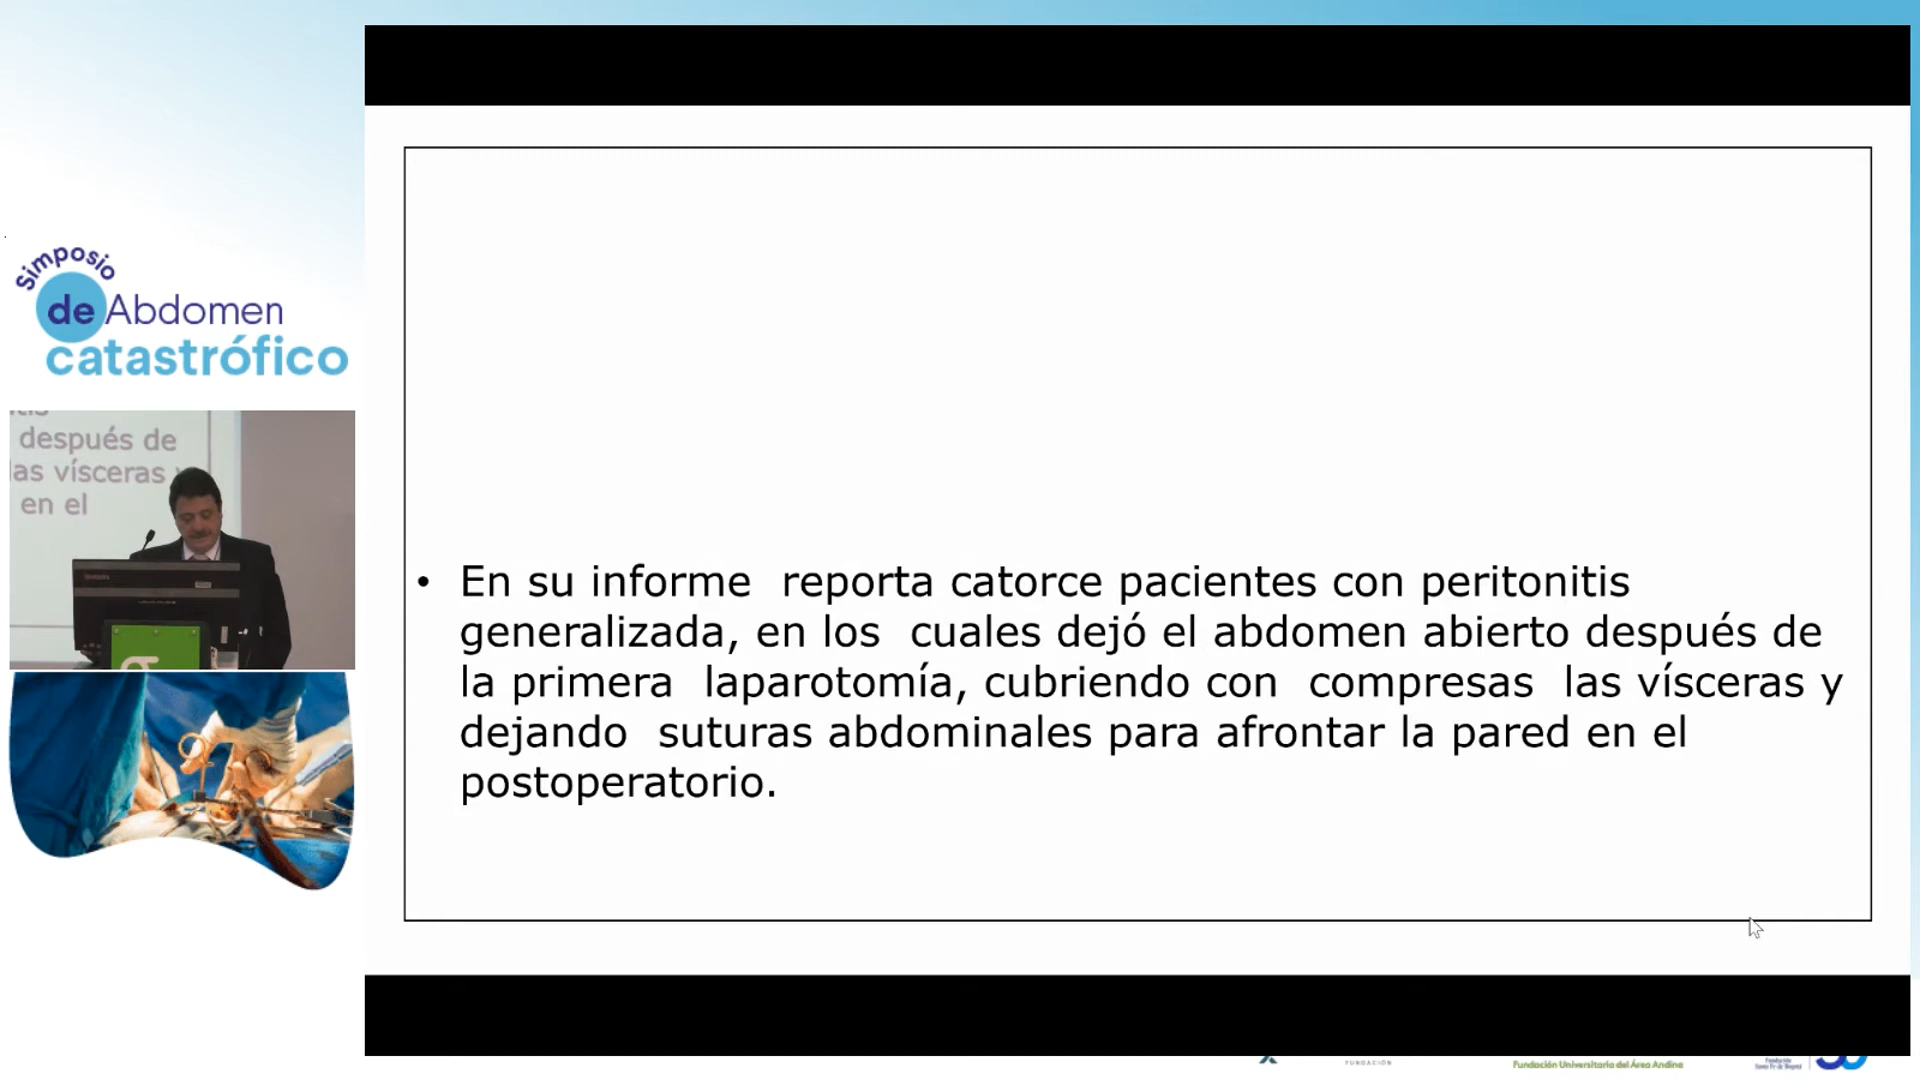 Simposio
de Abdomen
catastrófico
después de
las vísceras y
en el
• En su informe reporta catorce pacientes con peritonitis
generalizada, en los cuales dejó el abdomen abierto después de
la primera laparotomía, cubriendo con compresas las vísceras y
dejando suturas abdominales para afrontar la pared en el
postoperatorio.
FUNDACIÓN
Fundación Universitaria del Área Andina